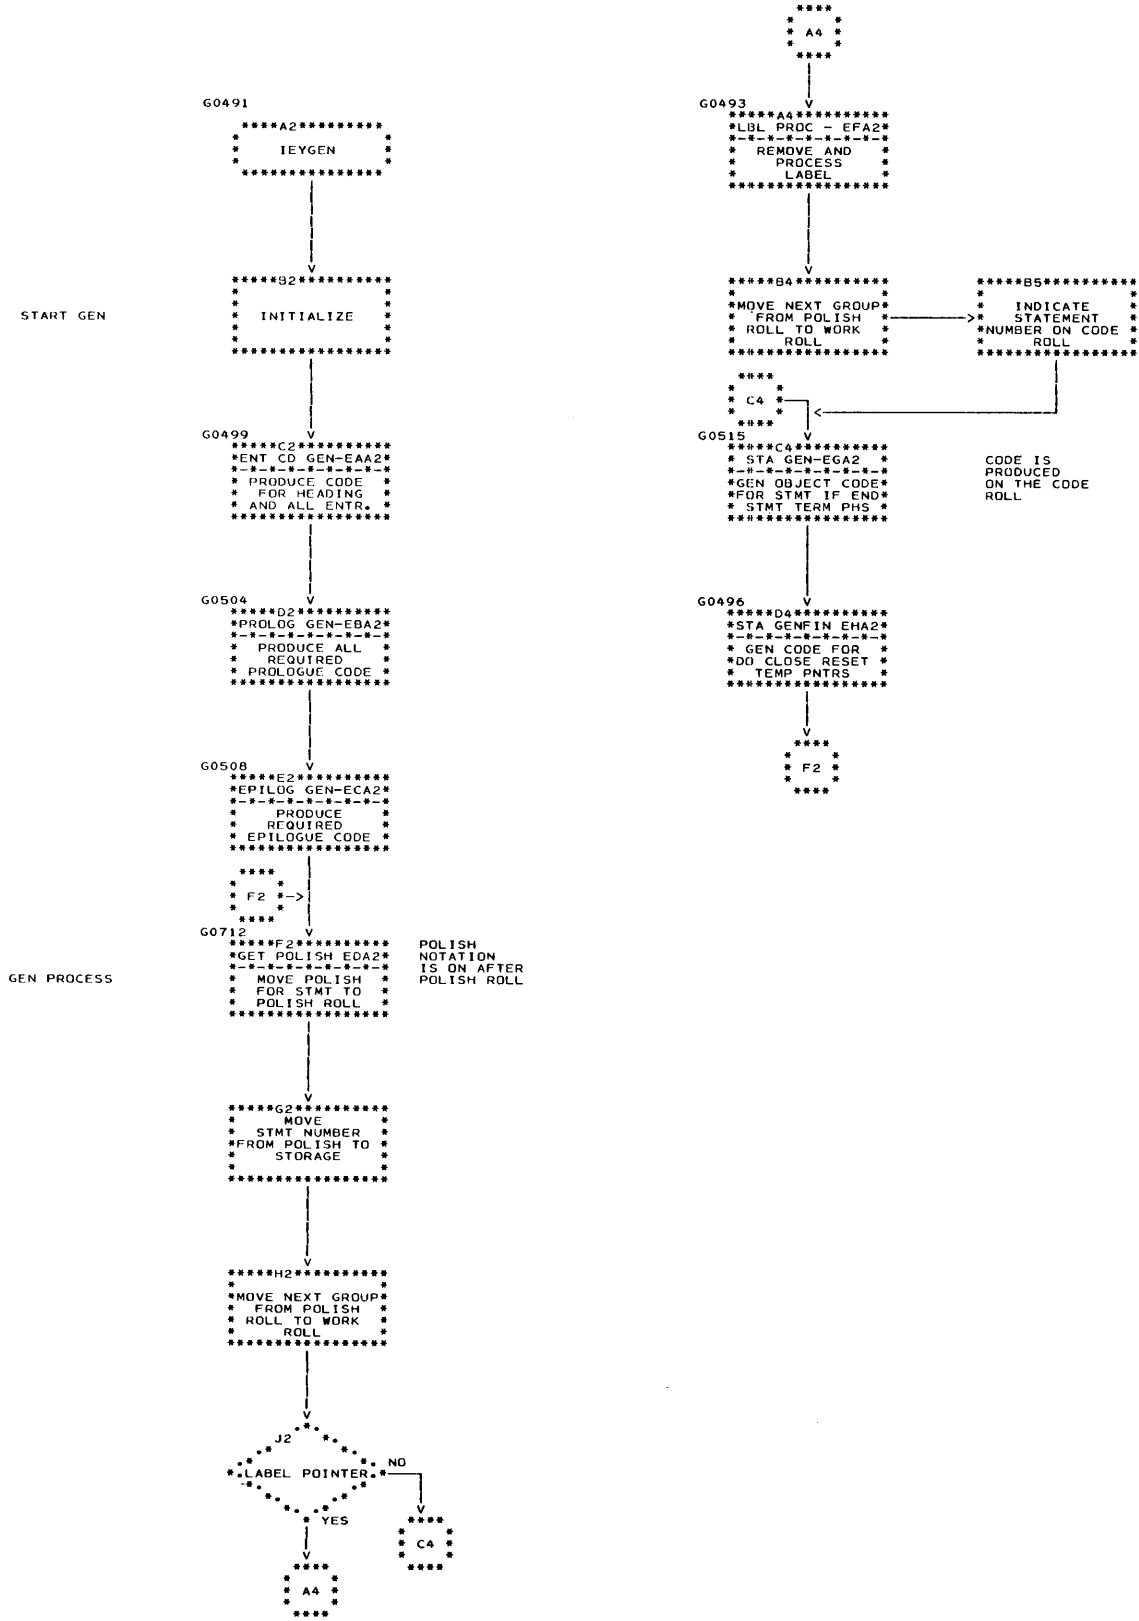 G0491
A2
IEYGEN
START GEN
B2
INITIALIZE
G0499
C2
ENT CD GEN-EAA2
PRODUCE CODE
FOR HEADING
AND ALL ENTR.
G0504
D2
PROLOG GEN-EBA2
PRODUCE ALL
REQUIRED
PROLOGUE CODE
G0508
E2
EPILOG GEN-ECA2
PRODUCE
REQUIRED
EPILOGUE CODE
F2
G0712
GEN PROCESS
F2
GET POLISH EDA2
MOVE POLISH
FOR STMT TO
POLISH ROLL
POLISH
NOTATION
IS ON AFTER
POLISH ROLL
G2
MOVE
STMT NUMBER
FROM POLISH TO
STORAGE
H2
MOVE NEXT GROUP
FROM POLISH
ROLL TO WORK
ROLL
J2
LABEL POINTER
NO
YES
C4
A4
A4
G0493
A4
LBL PROC - EFA2
REMOVE AND
PROCESS
LABEL
B4
MOVE NEXT GROUP
FROM POLISH
ROLL TO WORK
ROLL
B5
INDICATE
STATEMENT
NUMBER ON CODE
ROLL
C4
G0515
C4
STA GEN-EGA2
GEN OBJECT CODE
FOR STMT IF END
STMT TERM PHS
CODE IS
PRODUCED
ON THE CODE
ROLL
G0496
D4
STA GENFIN EHA2
GEN CODE FOR
DO CLOSE RESET
TEMP PNTRS
F2